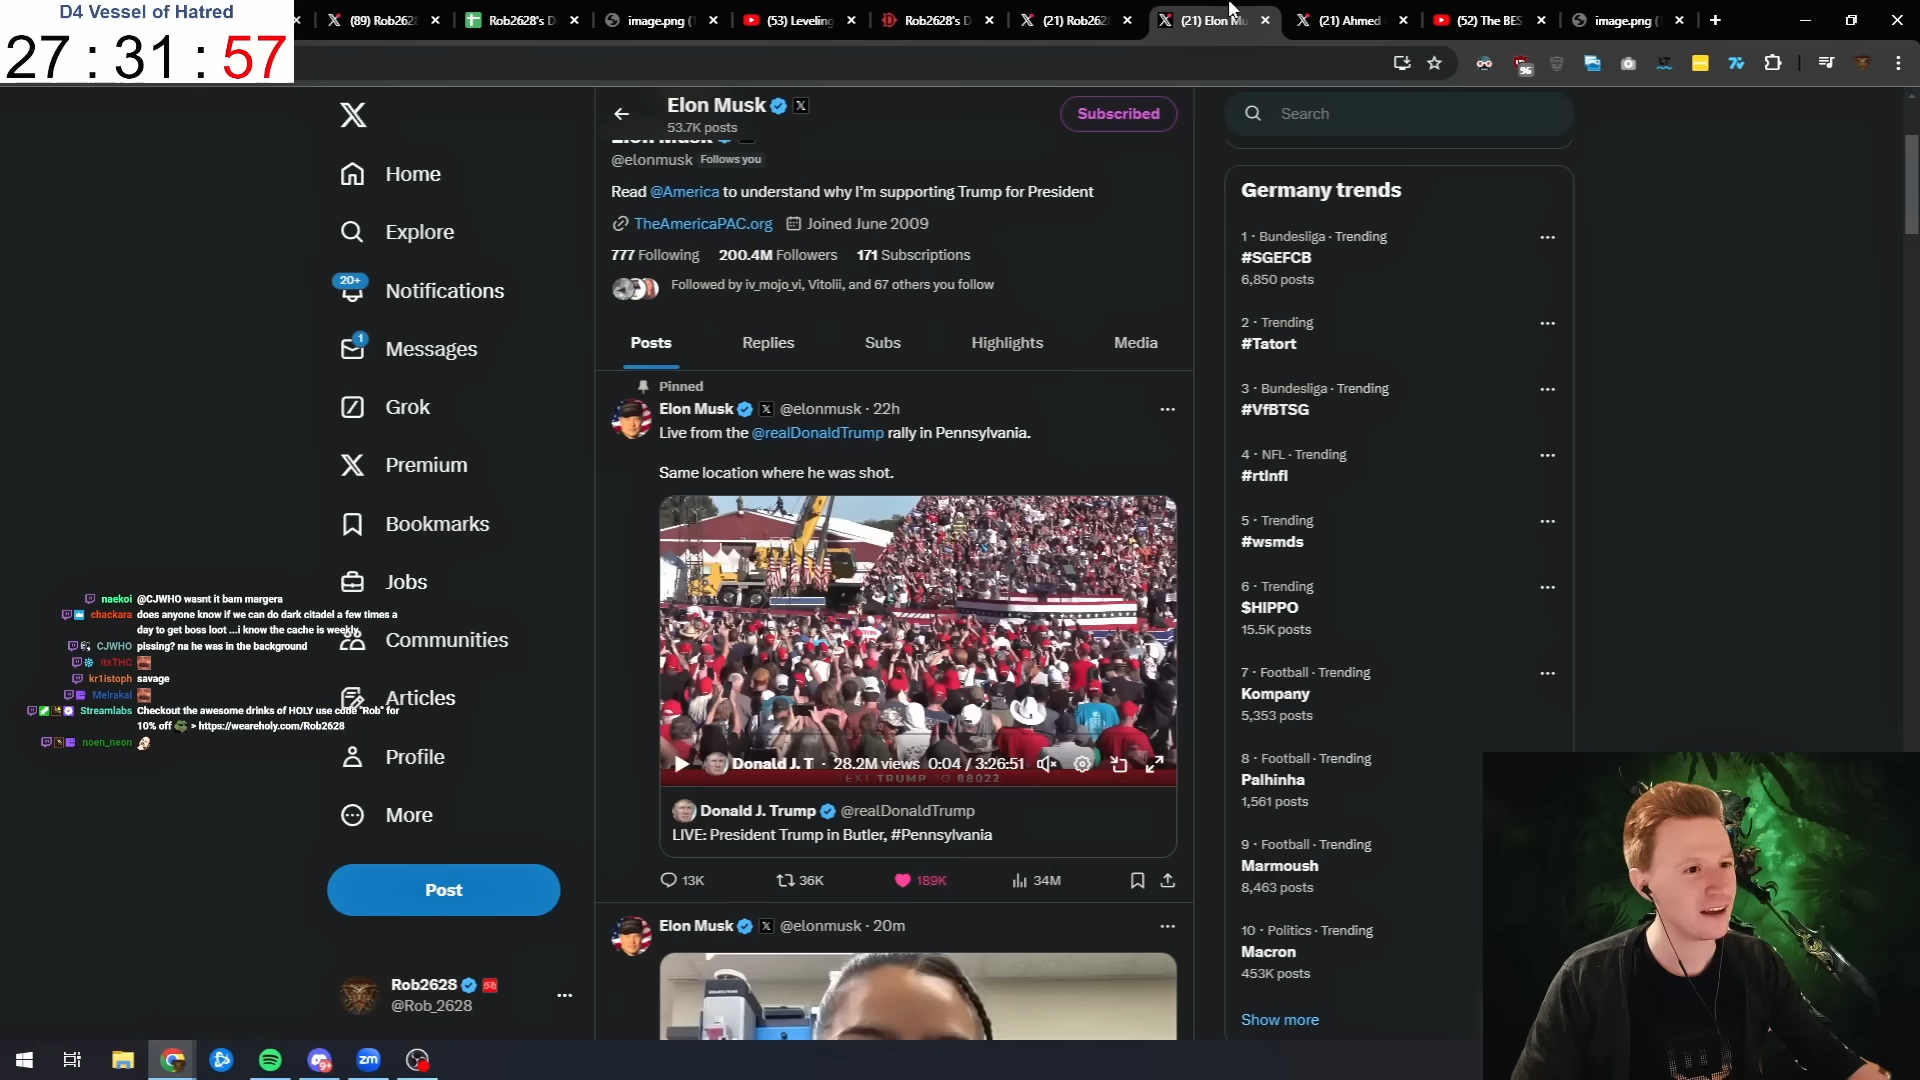 D4 Vessel of Hatred
27 : 31 : 57
(89) Rob262
Rob2628's D
image.png (
(53) Leveling
Rob2628's D
(21) Rob262
(21) Elon Mu
(21) Ahmed
(52) The BES
image.png (
96
Elon Musk
53.7K posts
Subscribed
Search
Home
Explore
20+
Notifications
1
Messages
Grok
Premium
Bookmarks
Jobs
Communities
Articles
Profile
More
Post
Rob2628
@Rob_2628
@elonmusk Follows you
Read @America to understand why I'm supporting Trump for President
TheAmericaPAC.org Joined June 2009
777 Following 200.4M Followers 171 Subscriptions
Followed by iv_mojo_vi, Vitolii, and 67 others you follow
Posts Replies Subs Highlights Media
Pinned
Elon Musk @elonmusk · 22h
Live from the @realDonaldTrump rally in Pennsylvania.
Same location where he was shot.
Donald J. T · 28.2M views 0:04 / 3:26:51
TEXT TRUMP TO 88022
Donald J. Trump @realDonaldTrump
LIVE: President Trump in Butler, #Pennsylvania
13K 36K 189K 34M
Elon Musk @elonmusk · 20m
Germany trends
1 · Bundesliga · Trending
#SGEFCB
6,850 posts
2 · Trending
#Tatort
3 · Bundesliga · Trending
#VfBTSG
4 · NFL · Trending
#rtlnfl
5 · Trending
#wsmds
6 · Trending
$HIPPO
15.5K posts
7 · Football · Trending
Kompany
5,353 posts
8 · Football · Trending
Palhinha
1,561 posts
9 · Football · Trending
Marmoush
8,463 posts
10 · Politics · Trending
Macron
453K posts
Show more
naekoi @CJWHO wasnt it bam margera
chackara does anyone know if we can do dark citadel a few times a
day to get boss loot ...i know the cache is weekly
CJWHO pissing? na he was in the background
itsTHC
kr1istoph savage
Melrakal
Streamlabs Checkout the awesome drinks of HOLY use code "Rob" for
10% off > https://weareholy.com/Rob2628
noen_neon
9+
zm